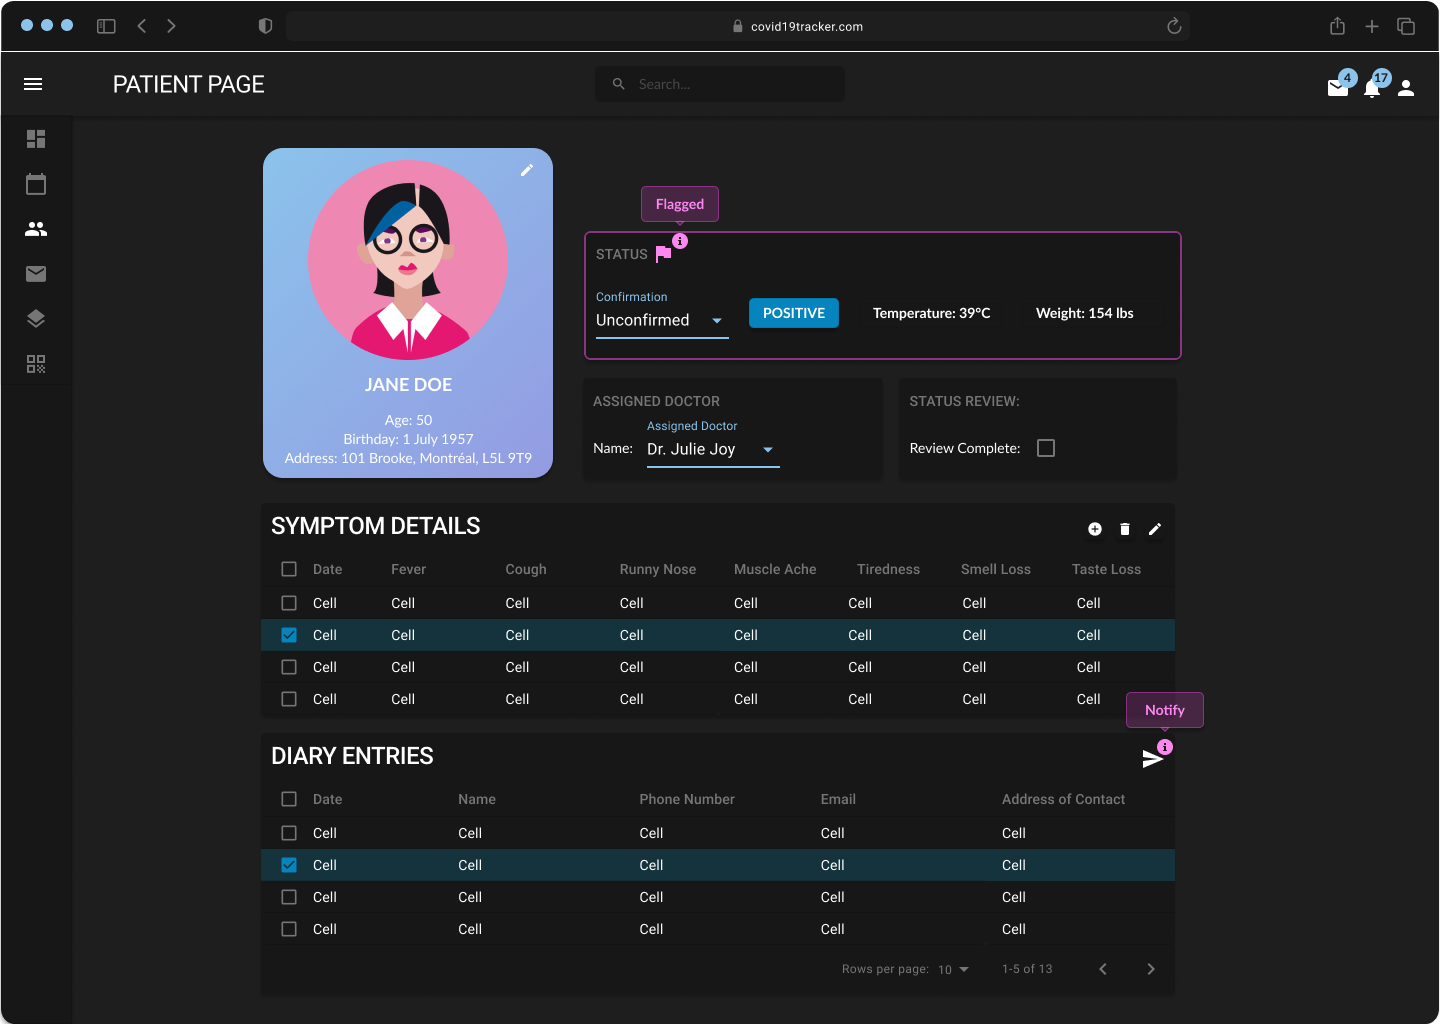 covid19tracker.com
PATIENT PAGE
Search...
4
17
Flagged
i
STATUS
Confirmation
Unconfirmed
POSITIVE
Temperature: 39°C
Weight: 154 lbs
JANE DOE
Age: 50
Birthday: 1 July 1957
Address: 101 Brooke, Montréal, L5L 9T9
ASSIGNED DOCTOR
Assigned Doctor
Name: Dr. Julie Joy
STATUS REVIEW:
Review Complete:
SYMPTOM DETAILS
Date Fever Cough Runny Nose Muscle Ache Tiredness Smell Loss Taste Loss
Cell Cell Cell Cell Cell Cell Cell Cell
Cell Cell Cell Cell Cell Cell Cell Cell
Cell Cell Cell Cell Cell Cell Cell Cell
Cell Cell Cell Cell Cell Cell Cell Cell
Notify
i
DIARY ENTRIES
Date Name Phone Number Email Address of Contact
Cell Cell Cell Cell Cell
Cell Cell Cell Cell Cell
Cell Cell Cell Cell Cell
Cell Cell Cell Cell Cell
Rows per page: 10 1-5 of 13